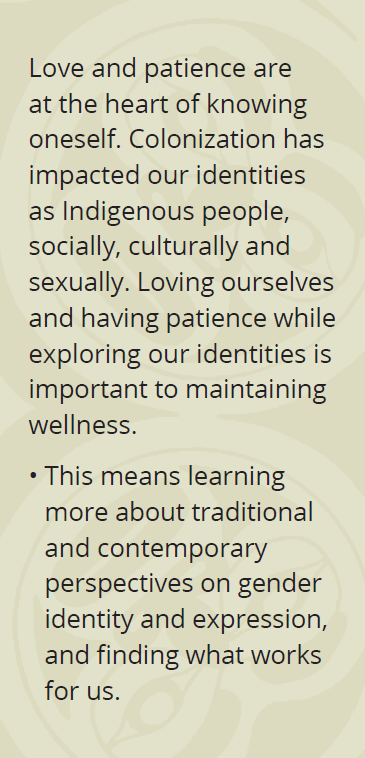 Love and patience are
at the heart of knowing
oneself. Colonization has
impacted our identities
as Indigenous people,
socially, culturally and
sexually. Loving ourselves
and having patience while
exploring our identities is
important to maintaining
wellness.
• This means learning
more about traditional
and contemporary
perspectives on gender
identity and expression,
and finding what works
for us.